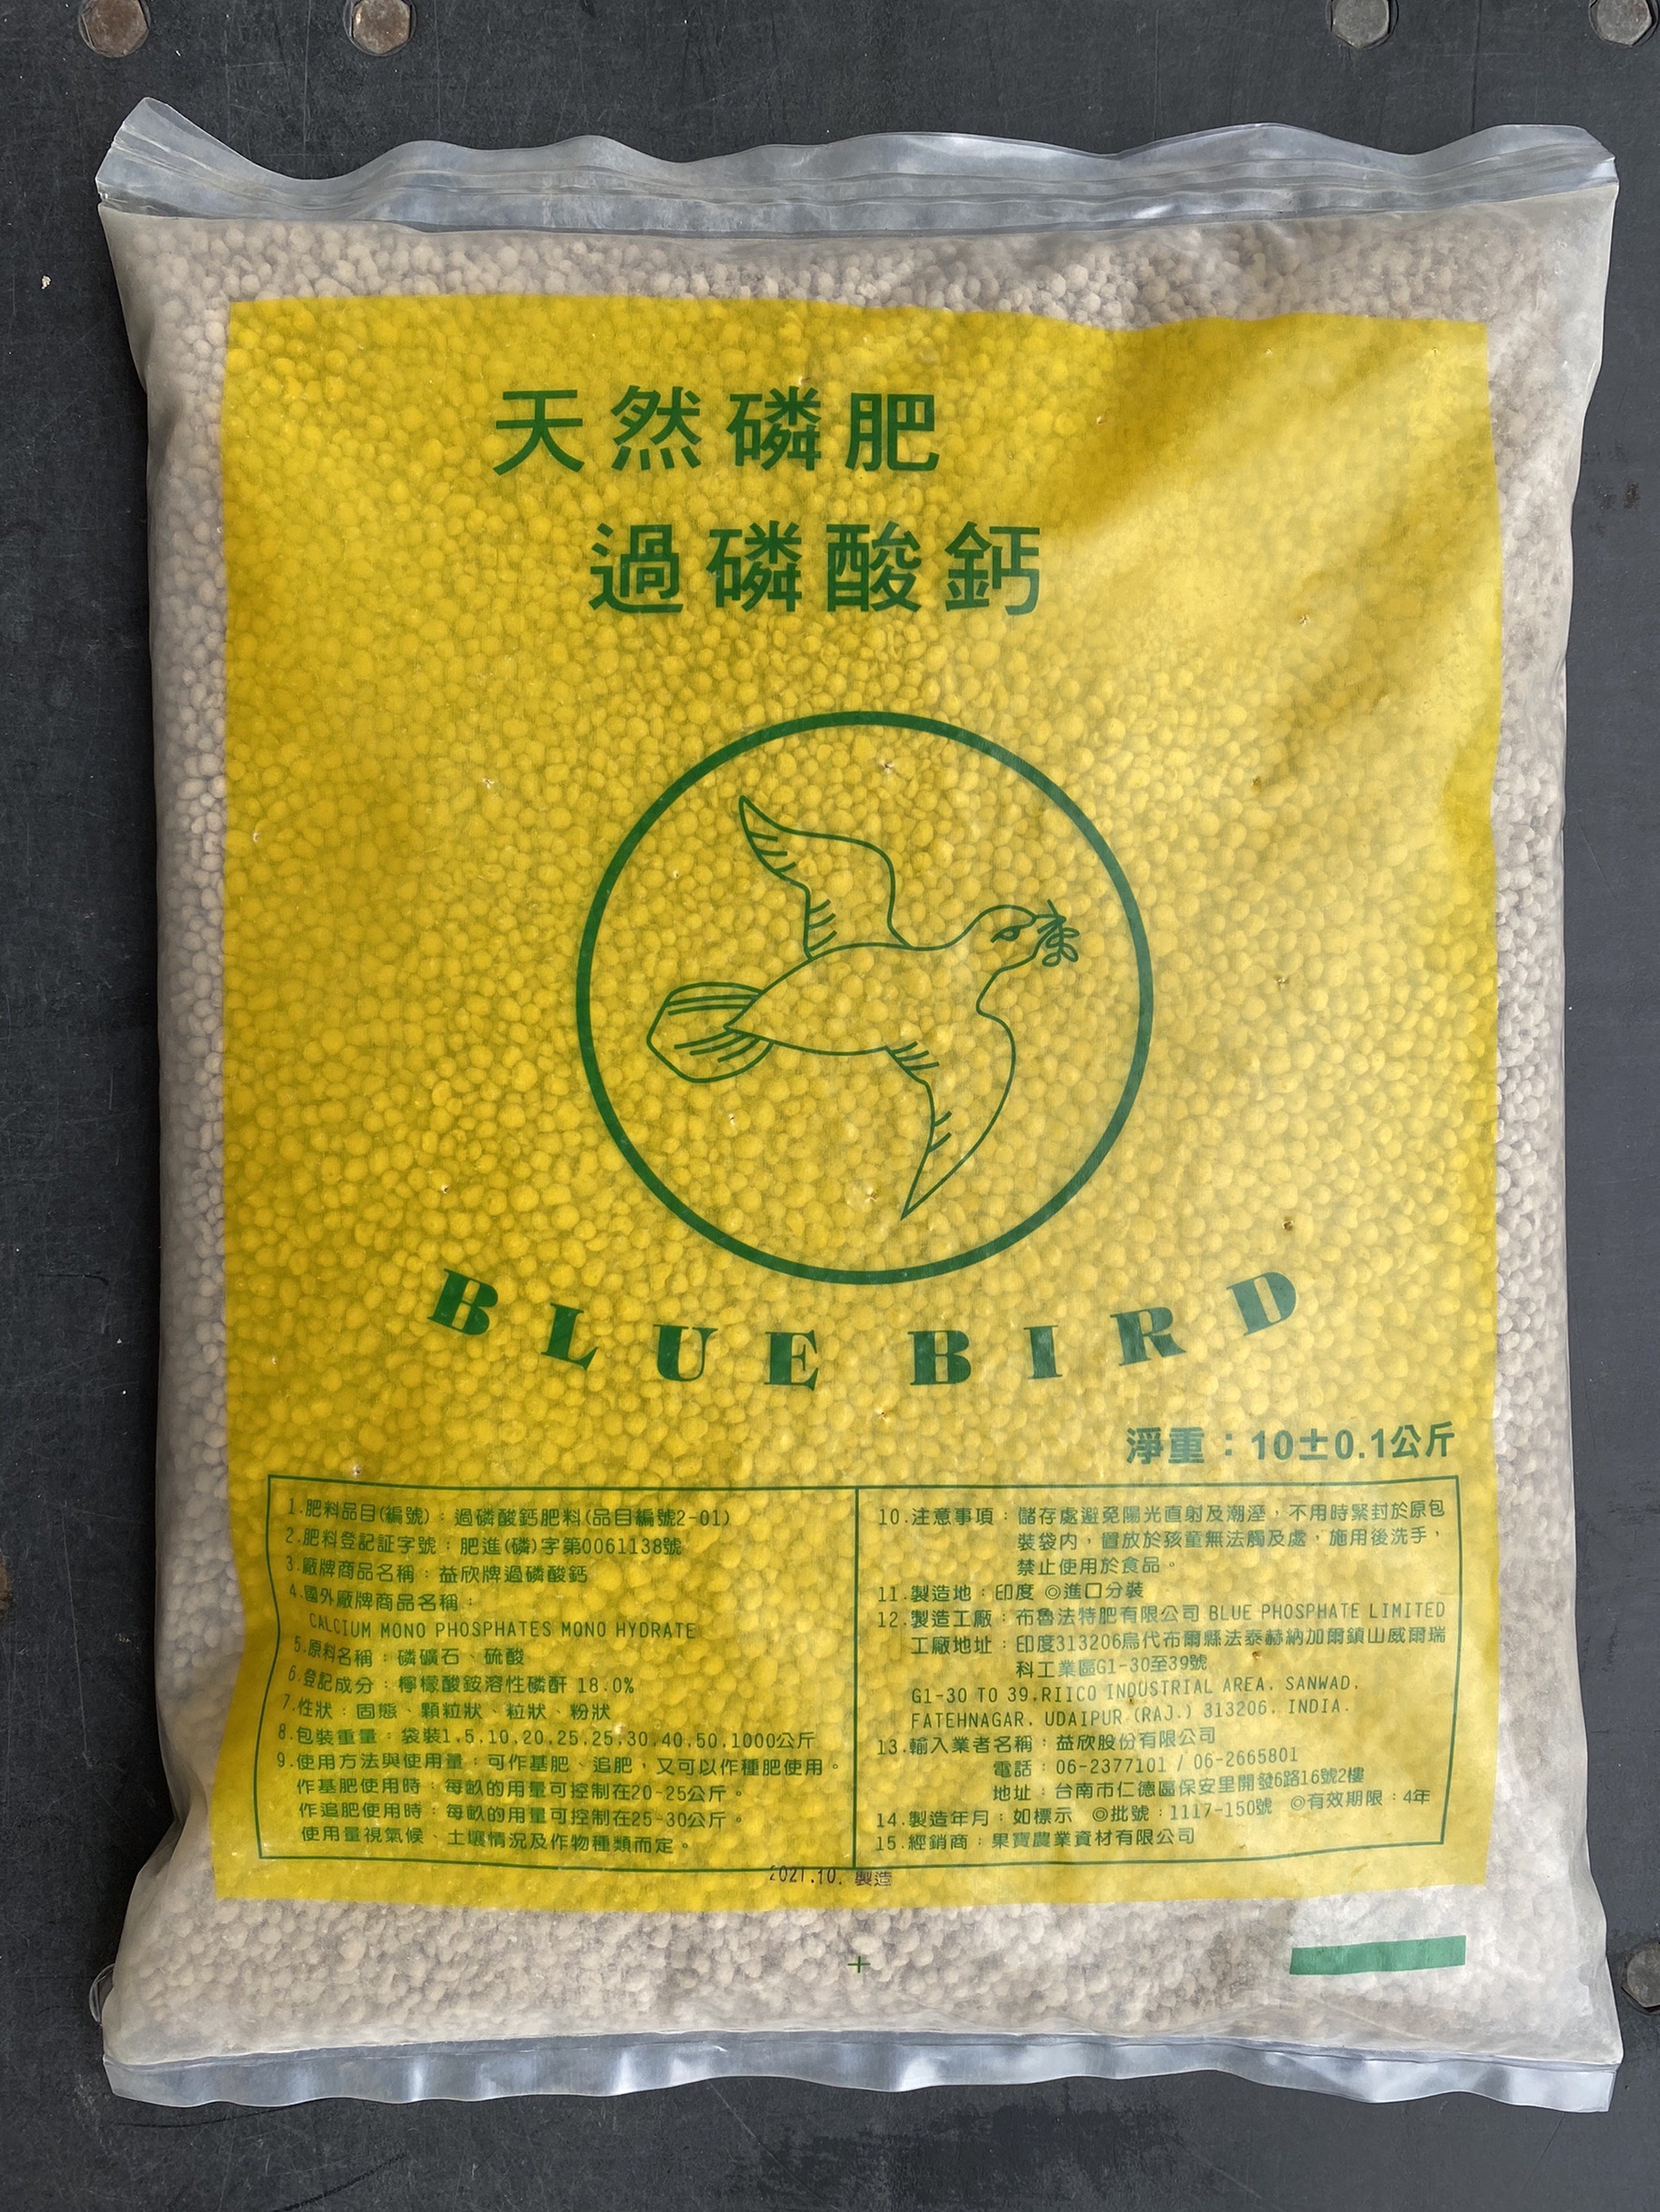 天然磷肥
過磷酸鈣
BLUE BIRD
淨重：10±0.1公斤
1.肥料品目(編號)：過磷酸鈣肥料(品目編號2-01)
2.肥料登記証字號：肥進(磷)字第0061138號
3.廠牌商品名稱：益欣牌過磷酸鈣
4.國外廠牌商品名稱：
CALCIUM MONO PHOSPHATES MONO HYDRATE
5.原料名稱：磷礦石、硫酸
6.登記成分：檸檬酸銨溶性磷酐 18.0%
7.性狀：固態、顆粒狀、粒狀、粉狀
8.包裝重量：袋裝1,5,10,20,25,25,30,40,50,1000公斤
9.使用方法與使用量：可作基肥、追肥，又可以作種肥使用。
作基肥使用時：每畝的用量可控制在20-25公斤。
作追肥使用時：每畝的用量可控制在25-30公斤。
使用量視氣候、土壤情況及作物種類而定。
10.注意事項：儲存處避免陽光直射及潮溼，不用時緊封於原包
裝袋內，置放於孩童無法觸及處，施用後洗手，
禁止使用於食品。
11.製造地：印度 ◎進口分裝
12.製造工廠：布魯法特肥有限公司 BLUE PHOSPHATE LIMITED
工廠地址：印度313206烏代布爾縣法泰赫納加爾鎮山威爾瑞
科工業區G1-30至39號
G1-30 TO 39,RIICO INDUSTRIAL AREA, SANWAD,
FATEHNAGAR, UDAIPUR (RAJ.) 313206, INDIA.
13.輸入業者名稱：益欣股份有限公司
電話：06-2377101 / 06-2665801
地址：台南市仁德區保安里開發6路16號2樓
14.製造年月：如標示 ◎批號：1117-150號 ◎有效期限：4年
15.經銷商：果寶農業資材有限公司
2021.10. 製造